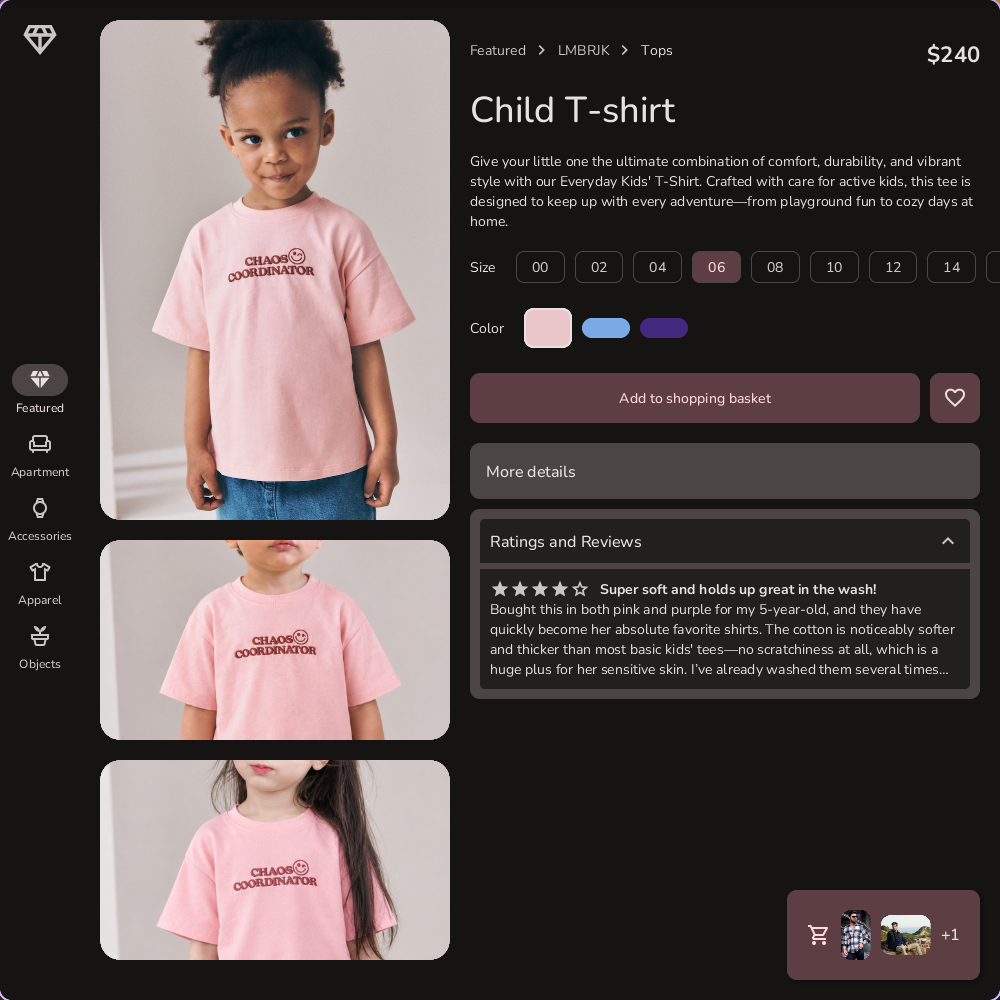 Featured
Apartment
Accessories
Apparel
Objects
CHAOS
COORDINATOR
CHAOS
COORDINATOR
CHAOS
COORDINATOR
Featured > LMBRJK > Tops
$240
Child T-shirt
Give your little one the ultimate combination of comfort, durability, and vibrant
style with our Everyday Kids' T-Shirt. Crafted with care for active kids, this tee is
designed to keep up with every adventure—from playground fun to cozy days at
home.
Size 00 02 04 06 08 10 12 14
Color
Add to shopping basket
More details
Ratings and Reviews
Super soft and holds up great in the wash!
Bought this in both pink and purple for my 5-year-old, and they have
quickly become her absolute favorite shirts. The cotton is noticeably softer
and thicker than most basic kids' tees—no scratchiness at all, which is a
huge plus for her sensitive skin. I've already washed them several times...
+1